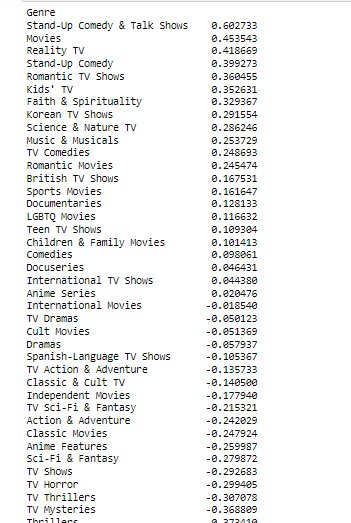 Genre
Stand-Up Comedy & Talk Shows 0.602733
Movies 0.453543
Reality TV 0.418669
Stand-Up Comedy 0.399273
Romantic TV Shows 0.360455
Kids' TV 0.352631
Faith & Spirituality 0.329367
Korean TV Shows 0.291554
Science & Nature TV 0.286246
Music & Musicals 0.253729
TV Comedies 0.248693
Romantic Movies 0.245474
British TV Shows 0.167531
Sports Movies 0.161647
Documentaries 0.128133
LGBTQ Movies 0.116632
Teen TV Shows 0.109304
Children & Family Movies 0.101413
Comedies 0.098061
Docuseries 0.046431
International TV Shows 0.044380
Anime Series 0.020476
International Movies -0.018540
TV Dramas -0.050123
Cult Movies -0.051369
Dramas -0.057937
Spanish-Language TV Shows -0.105367
TV Action & Adventure -0.135733
Classic & Cult TV -0.140500
Independent Movies -0.177940
TV Sci-Fi & Fantasy -0.215321
Action & Adventure -0.242029
Classic Movies -0.247924
Anime Features -0.259987
Sci-Fi & Fantasy -0.279872
TV Shows -0.292683
TV Horror -0.299405
TV Thrillers -0.307078
TV Mysteries -0.368809
Thrillers